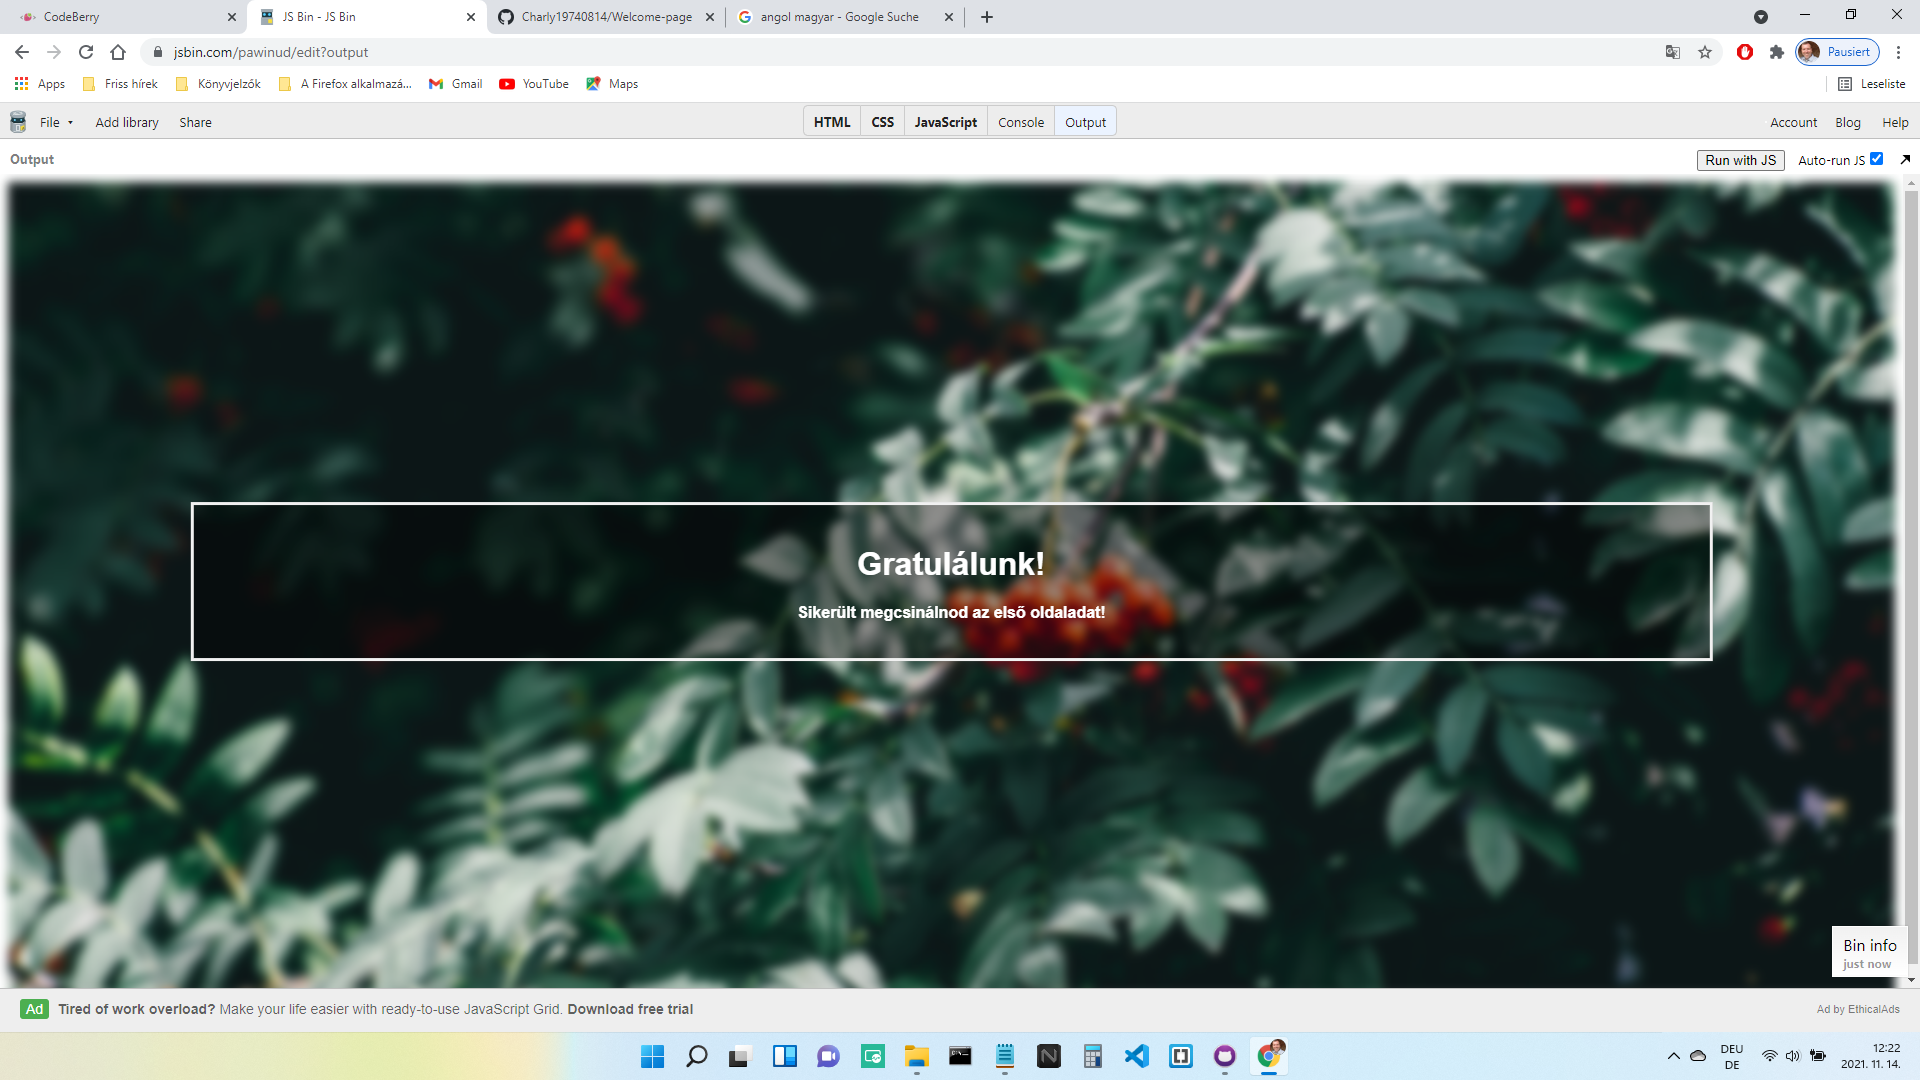 CodeBerry
JS Bin - JS Bin
Charly19740814/Welcome-page
angol magyar - Google Suche
jsbin.com/pawinud/edit?output
Pausiert
Apps
Friss hírek
Könyvjelzők
A Firefox alkalmazá...
Gmail
YouTube
Maps
Leseliste
File
Add library
Share
HTML
CSS
JavaScript
Console
Output
Account
Blog
Help
Output
Run with JS
Auto-run JS
Gratulálunk!
Sikerült megcsinálnod az első oldaladat!
Bin info
just now
Ad
Tired of work overload? Make your life easier with ready-to-use JavaScript Grid. Download free trial
Ad by EthicalAds
DEU
DE
12:22
2021. 11. 14.